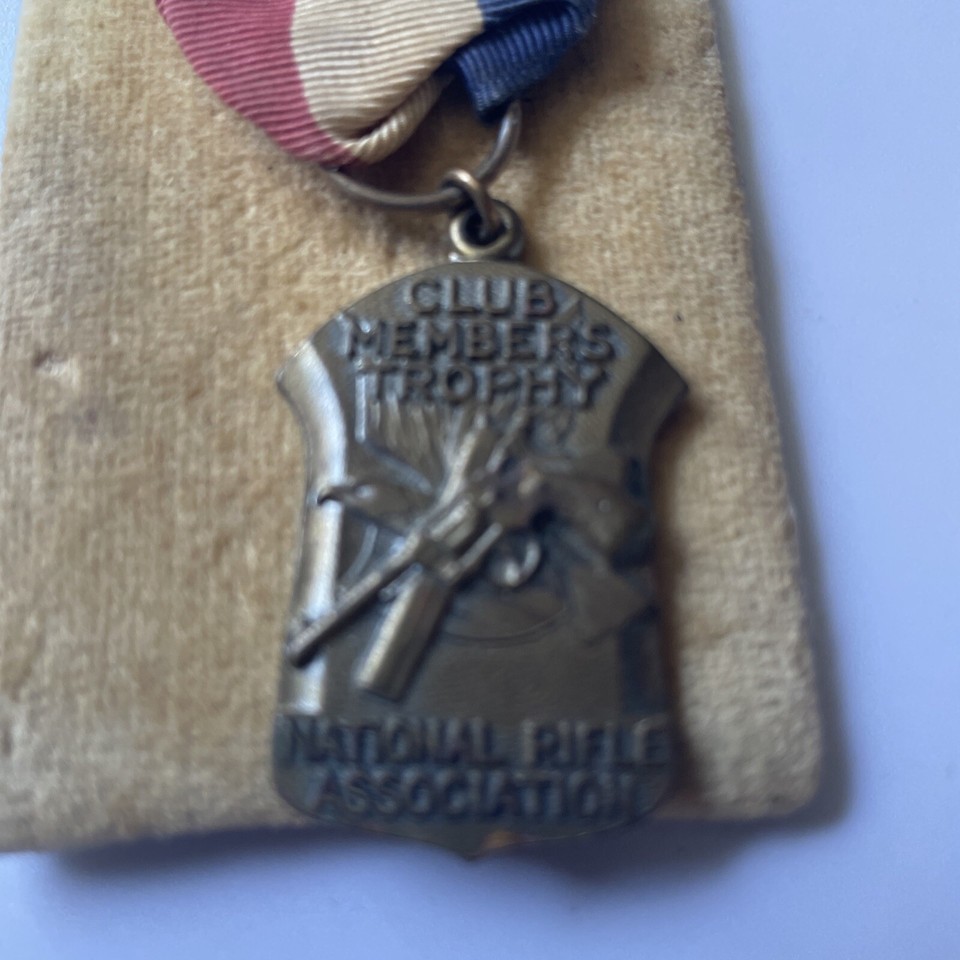 CLUB
MEMBERS
TROPHY
NATIONAL RIFLE
ASSOCIATION